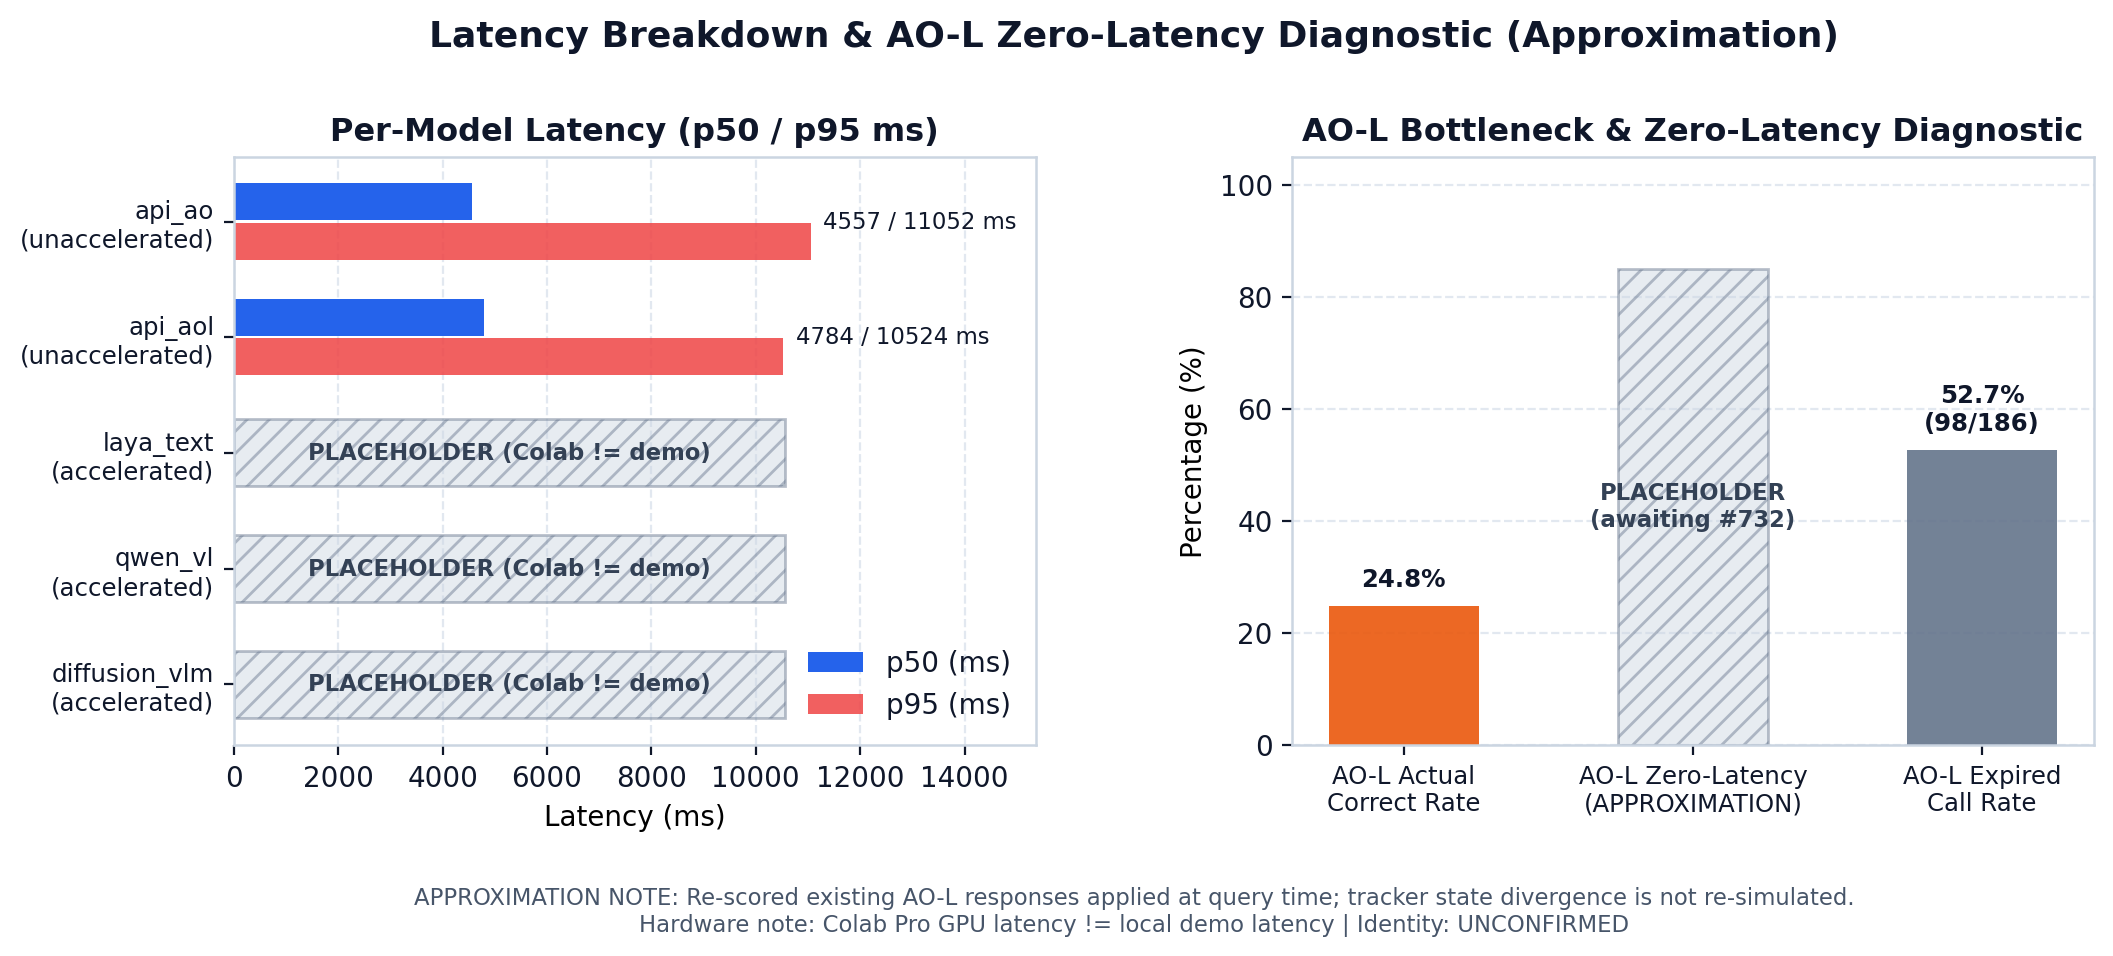 Latency Breakdown & AO-L Zero-Latency Diagnostic (Approximation)
Per-Model Latency (p50 / p95 ms)
api_ao
(unaccelerated)
4557 / 11052 ms
api_aol
(unaccelerated)
4784 / 10524 ms
laya_text
(accelerated)
PLACEHOLDER (Colab != demo)
qwen_vl
(accelerated)
PLACEHOLDER (Colab != demo)
diffusion_vlm
(accelerated)
PLACEHOLDER (Colab != demo)
p50 (ms)
p95 (ms)
0 2000 4000 6000 8000 10000 12000 14000
Latency (ms)
AO-L Bottleneck & Zero-Latency Diagnostic
Percentage (%)
100
80
60
40
20
0
24.8%
PLACEHOLDER
(awaiting #732)
52.7%
(98/186)
AO-L Actual
Correct Rate
AO-L Zero-Latency
(APPROXIMATION)
AO-L Expired
Call Rate
APPROXIMATION NOTE: Re-scored existing AO-L responses applied at query time; tracker state divergence is not re-simulated.
Hardware note: Colab Pro GPU latency != local demo latency | Identity: UNCONFIRMED